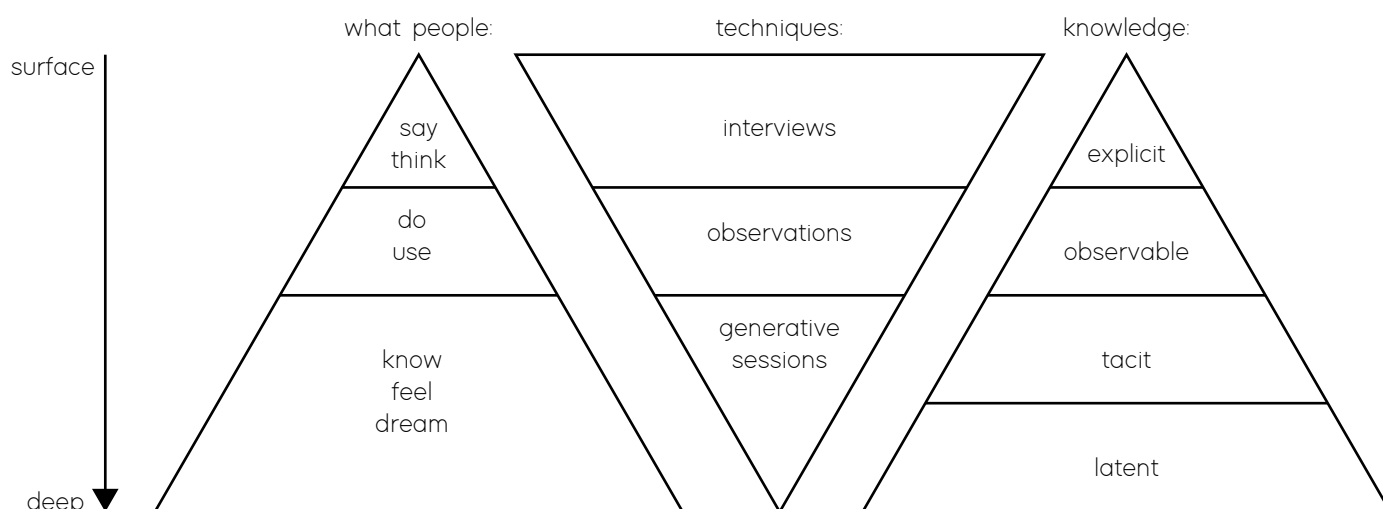 what people:
techniques:
knowledge:
surface
say
think
interviews
explicit
do
use
observations
observable
generative
sessions
know
feel
dream
tacit
latent
deep